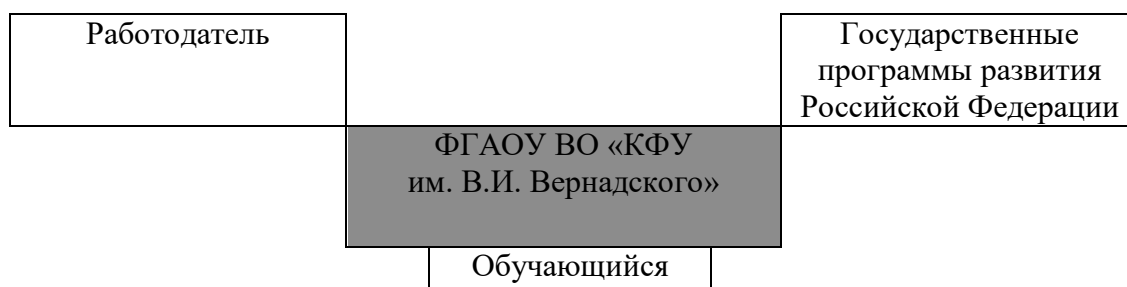 Работодатель
Государственные
программы развития
Российской Федерации
ФГАОУ ВО «КФУ
им. В.И. Вернадского»
Обучающийся